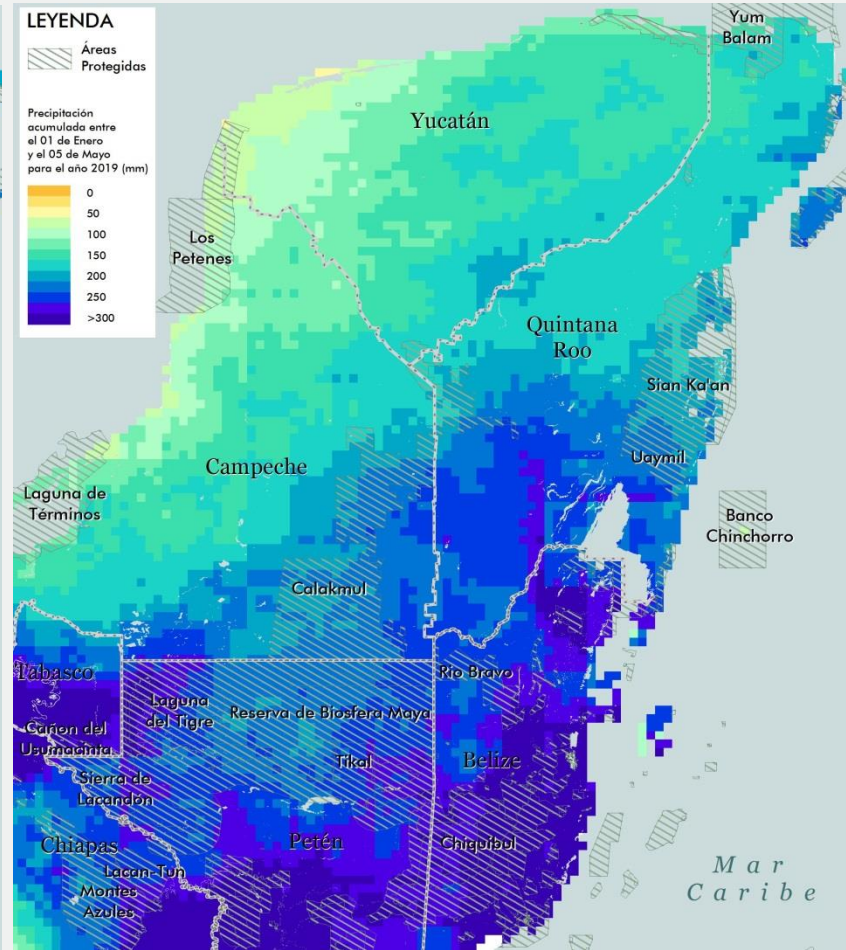 LEYENDA
Áreas
Protegidas
Precipitación
acumulada entre
el 01 de Enero
y el 05 de Mayo
para el año 2019 (mm)
0
50
100
150
200
250
>300
Yum
Balam
Yucatán
Los
Petenes
Quintana
Roo
Sian Ka'an
Uaymil
Campeche
Laguna de
Términos
Banco
Chinchorro
Calakmul
Tabasco
Rio Bravo
Laguna
del Tigre
Reserva de Biosfera Maya
Cañon del
Usumacinta
Tikal
Belize
Sierra de
Lacandón
Petén
Chiquibul
Chiapas
Lacan-Tun
Montes
Azules
Mar
Caribe